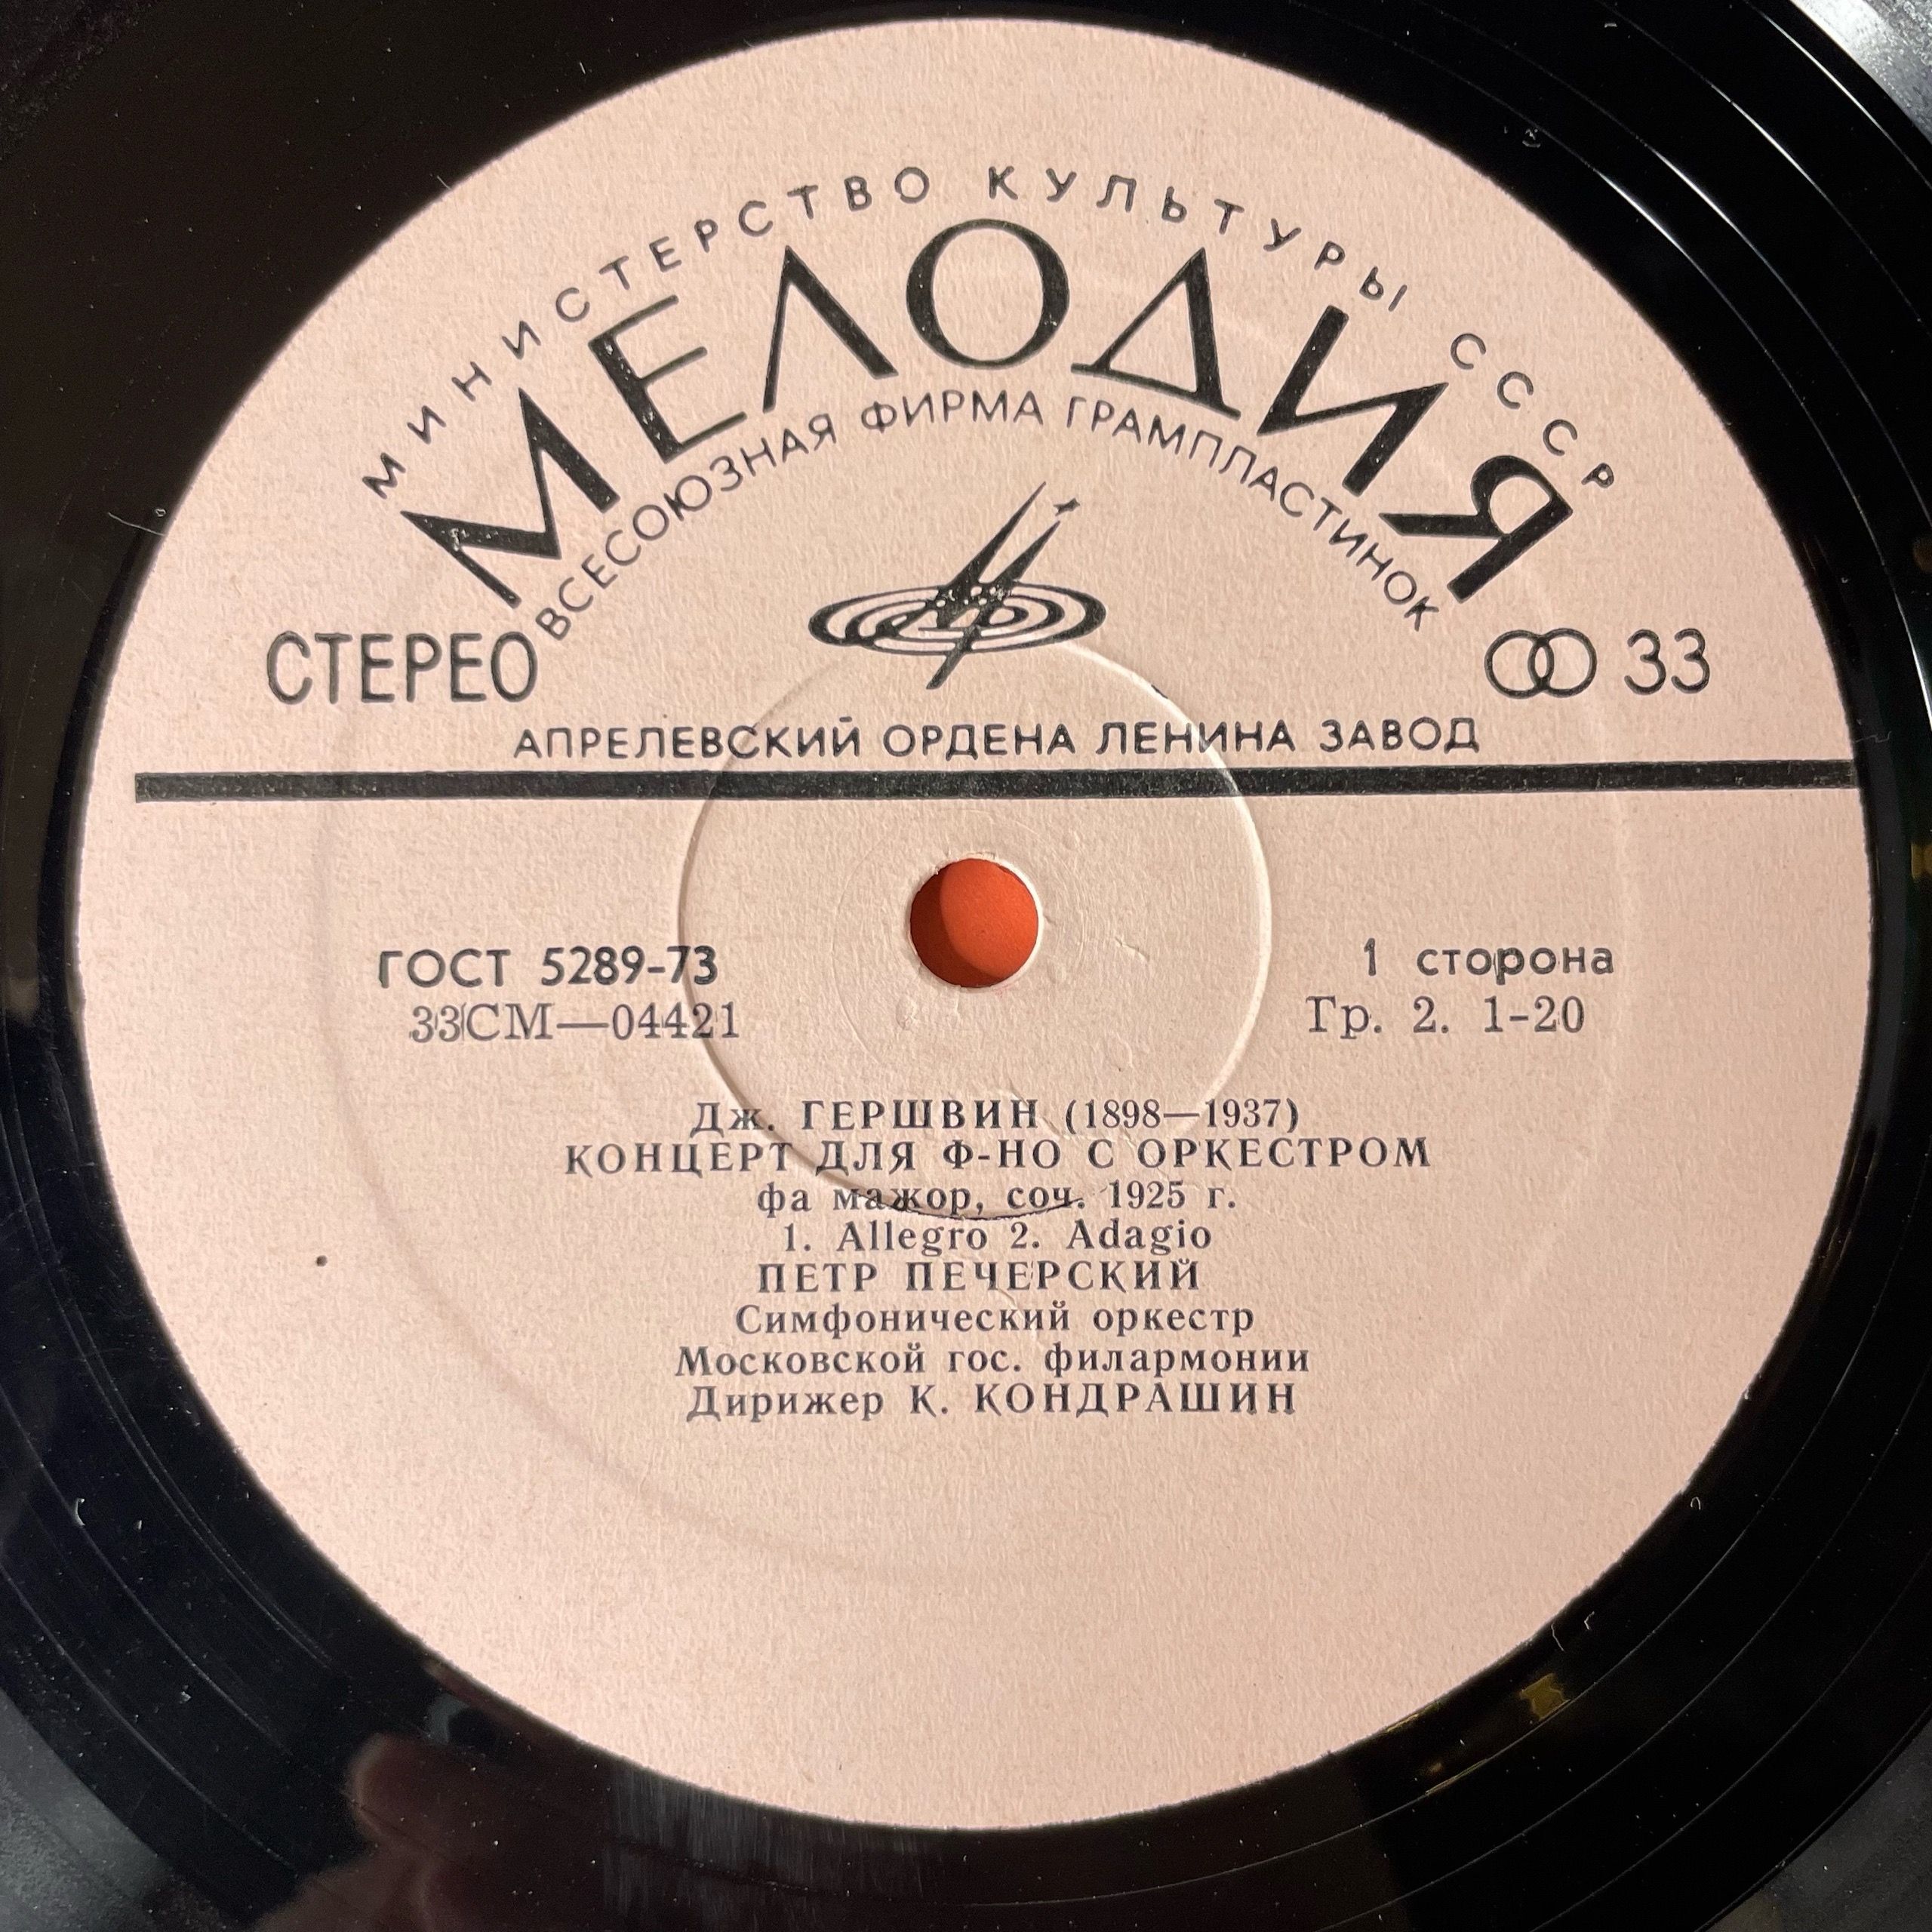 МИНИСТЕРСТВО КУЛЬТУРЫ СССР
МЕЛОДИЯ
ВСЕСОЮЗНАЯ ФИРМА ГРАМПЛАСТИНОК
СТЕРЕО 33
АПРЕЛЕВСКИЙ ОРДЕНА ЛЕНИНА ЗАВОД
ГОСТ 5289-73 1 сторона
33СМ—04421 Гр. 2. 1-20
Дж. ГЕРШВИН (1898—1937)
КОНЦЕРТ ДЛЯ Ф-НО С ОРКЕСТРОМ
фа мажор, соч. 1925 г.
1. Allegro 2. Adagio
ПЕТР ПЕЧЕРСКИЙ
Симфонический оркестр
Московской гос. филармонии
Дирижер К. КОНДРАШИН